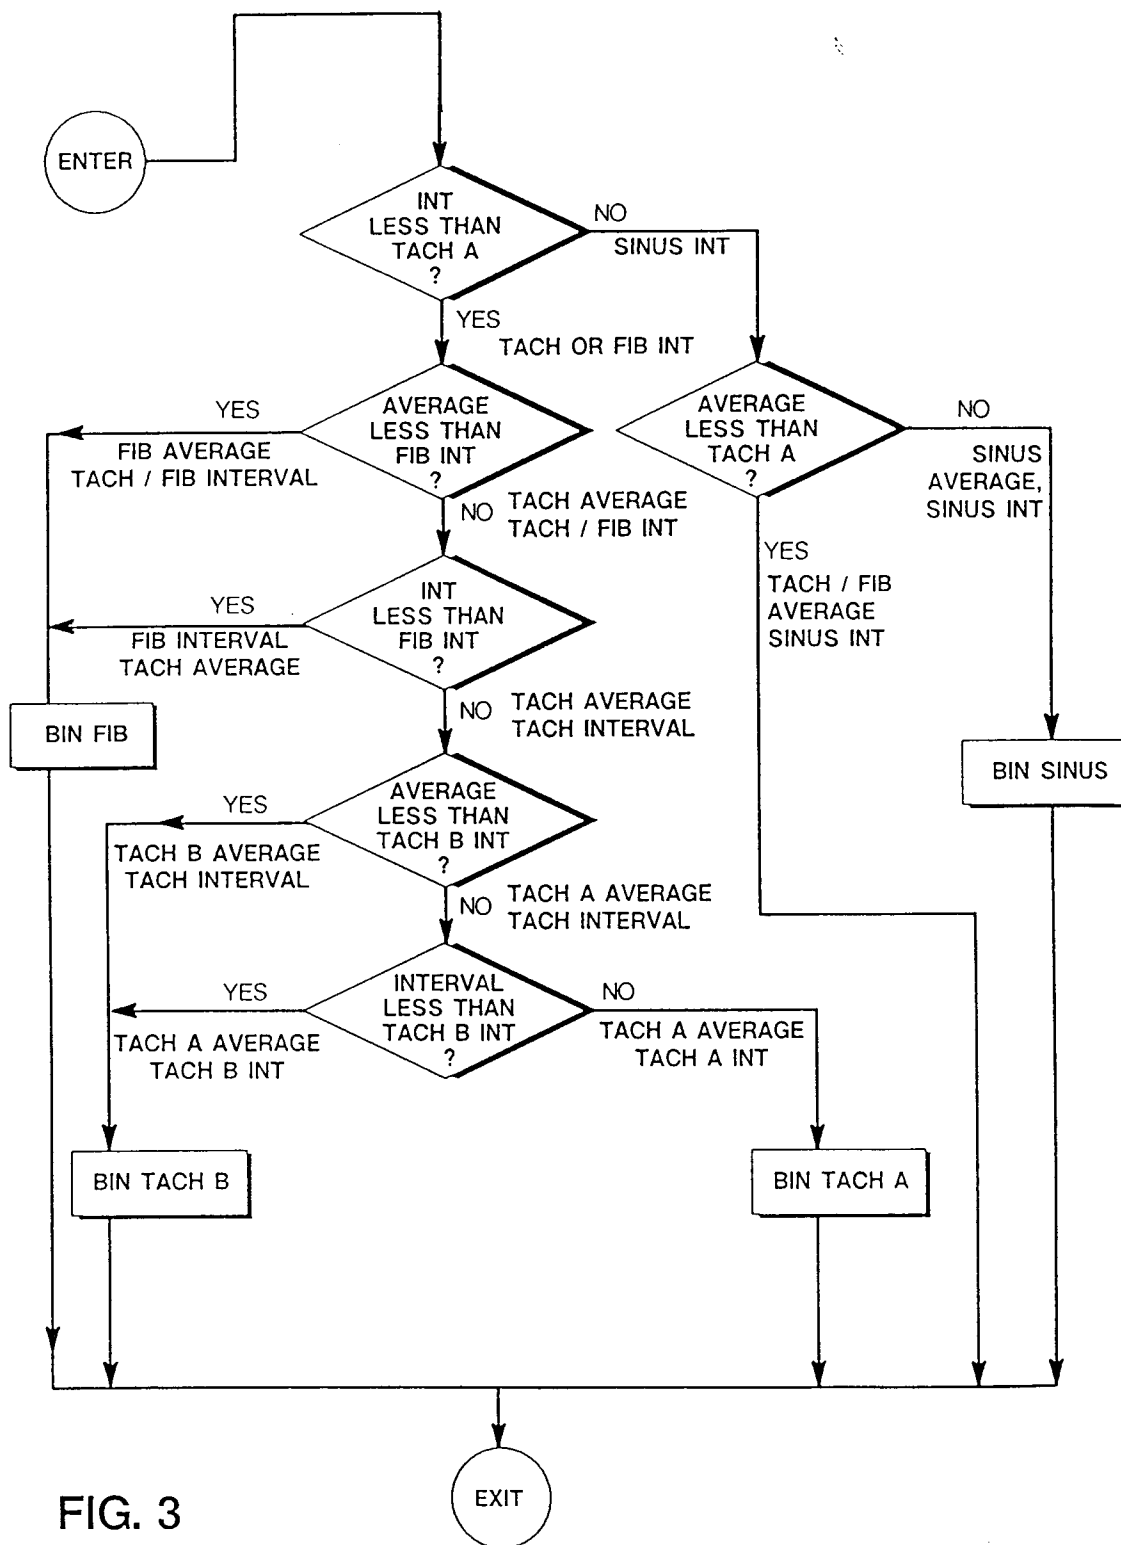 ENTER
INT
LESS THAN
TACH A
?
NO
SINUS INT
YES
TACH OR FIB INT
AVERAGE
LESS THAN
FIB INT
?
YES
FIB AVERAGE
TACH / FIB INTERVAL
AVERAGE
LESS THAN
TACH A
?
NO
SINUS
AVERAGE,
SINUS INT
NO
TACH AVERAGE
TACH / FIB INT
YES
TACH / FIB
AVERAGE
SINUS INT
INT
LESS THAN
FIB INT
?
YES
FIB INTERVAL
TACH AVERAGE
NO
TACH AVERAGE
TACH INTERVAL
BIN FIB
BIN SINUS
AVERAGE
LESS THAN
TACH B INT
?
YES
TACH B AVERAGE
TACH INTERVAL
NO
TACH A AVERAGE
TACH INTERVAL
INTERVAL
LESS THAN
TACH B INT
?
YES
TACH A AVERAGE
TACH B INT
NO
TACH A AVERAGE
TACH A INT
BIN TACH B
BIN TACH A
EXIT
FIG. 3